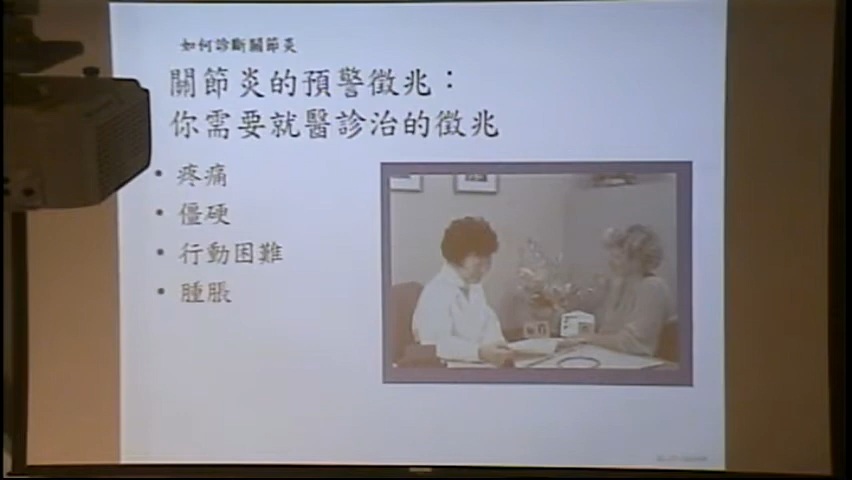 如何診斷關節炎
關節炎的預警徵兆：
你需要就醫診治的徵兆
• 疼痛
• 僵硬
• 行動困難
• 腫脹